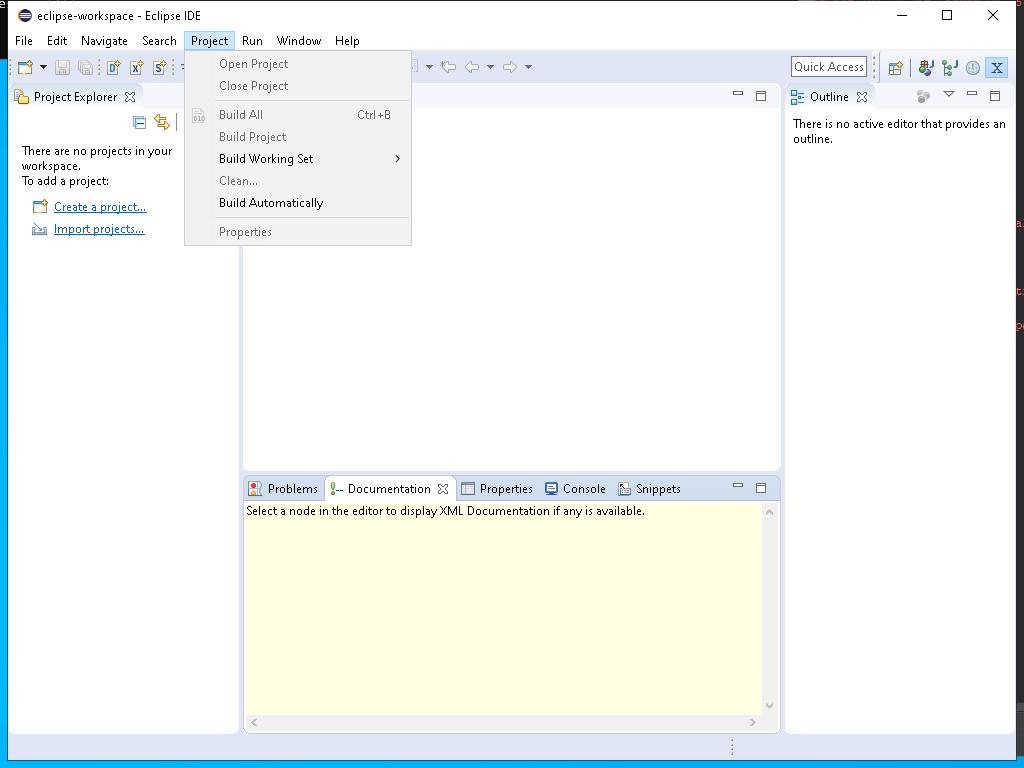 eclipse-workspace - Eclipse IDE
File Edit Navigate Search Project Run Window Help
Quick Access
Open Project
Close Project
Build All Ctrl+B
Build Project
Build Working Set
Clean...
Build Automatically
Properties
Project Explorer
There are no projects in your
workspace.
To add a project:
Create a project...
Import projects...
Outline
There is no active editor that provides an
outline.
Problems Documentation Properties Console Snippets
Select a node in the editor to display XML Documentation if any is available.